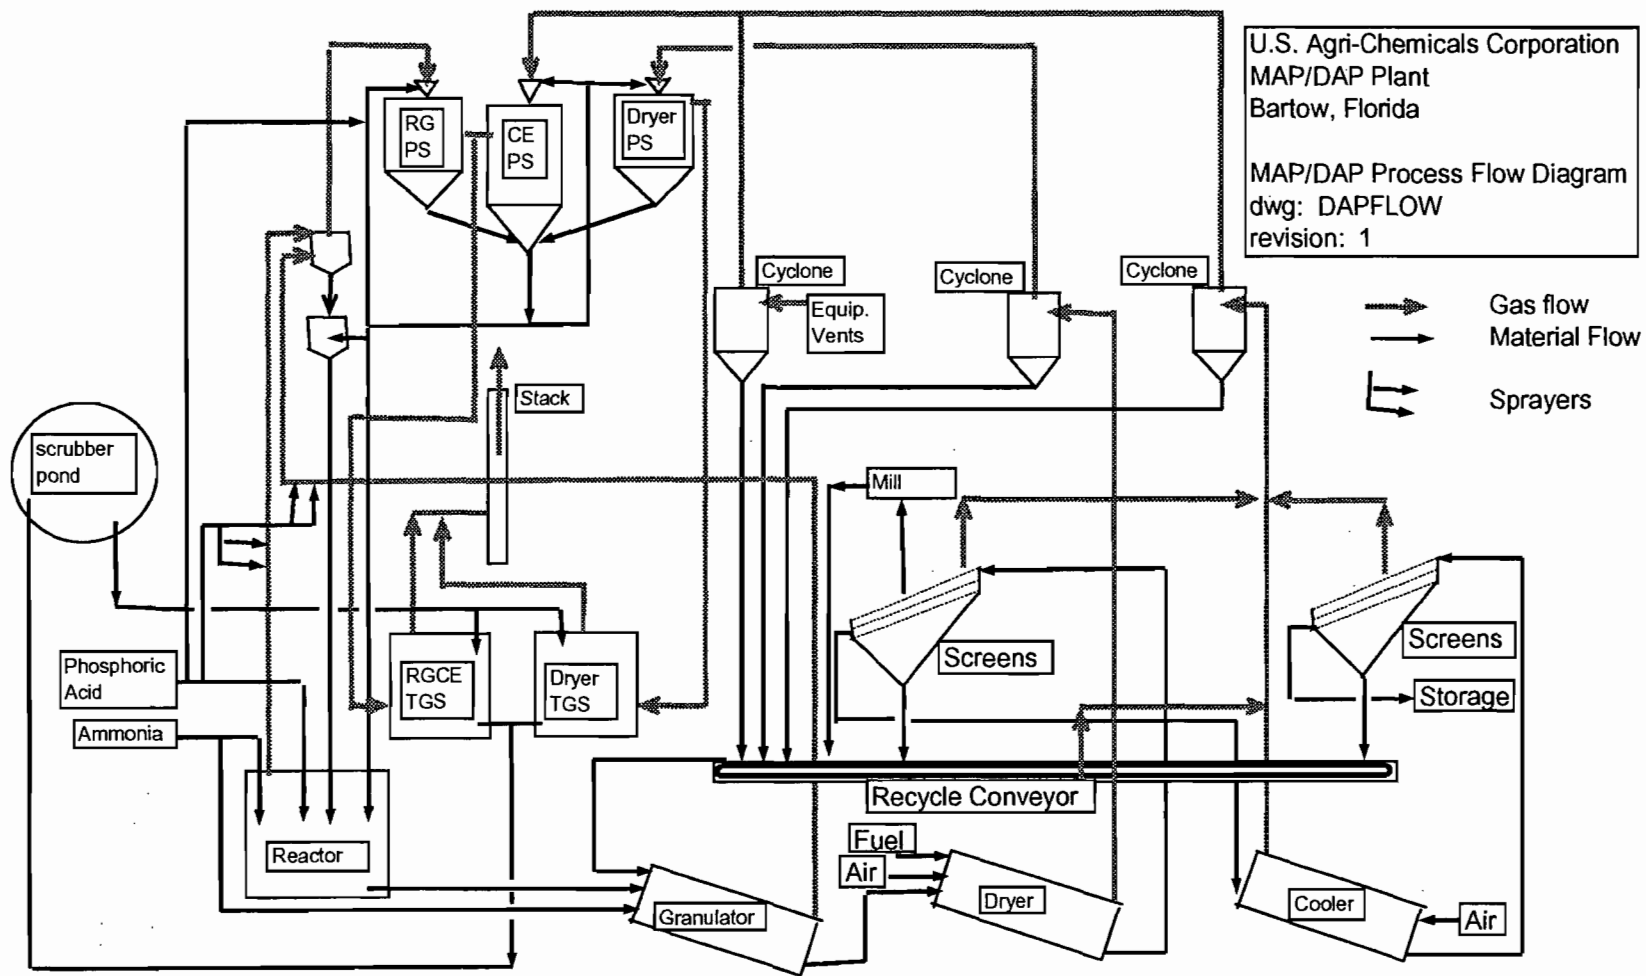 U.S. Agri-Chemicals Corporation
MAP/DAP Plant
Bartow, Florida
MAP/DAP Process Flow Diagram
dwg: DAPFLOW
revision: 1
RG
PS
CE
PS
Dryer
PS
Cyclone
Cyclone
Cyclone
Equip.
Vents
Gas flow
Material Flow
Sprayers
Stack
scrubber
pond
Mill
Screens
Screens
Storage
Phosphoric
Acid
Ammonia
RGCE
TGS
Dryer
TGS
Recycle Conveyor
Reactor
Fuel
Air
Granulator
Dryer
Cooler
Air